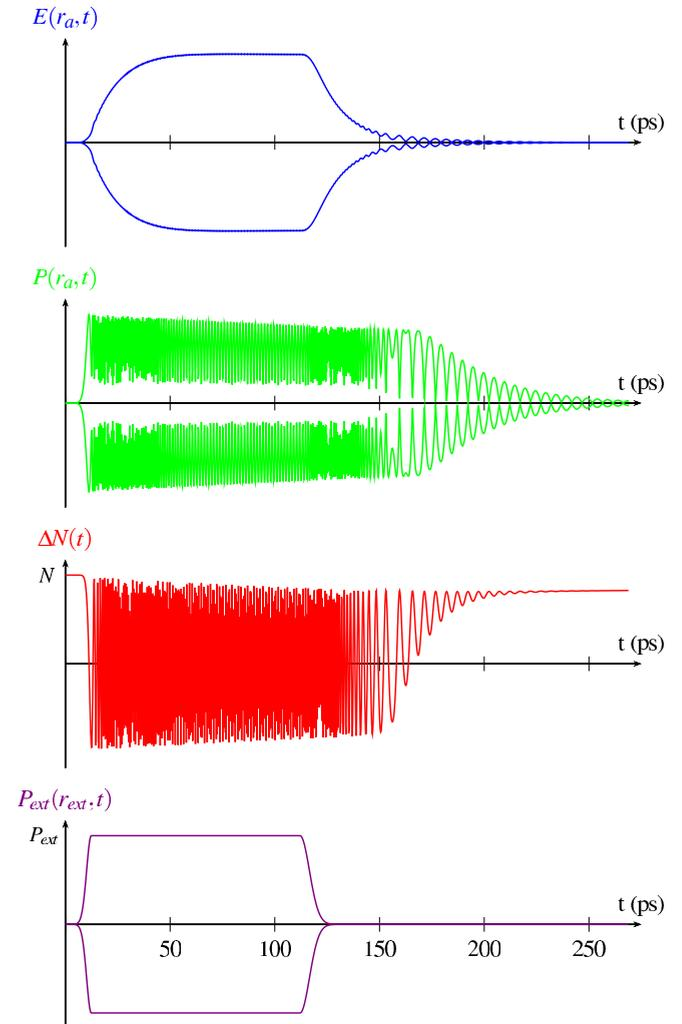 E(r_a,t)
t (ps)
P(r_a,t)
t (ps)
ΔN(t)
N
t (ps)
P_ext(r_ext,t)
P_ext
t (ps)
50 100 150 200 250